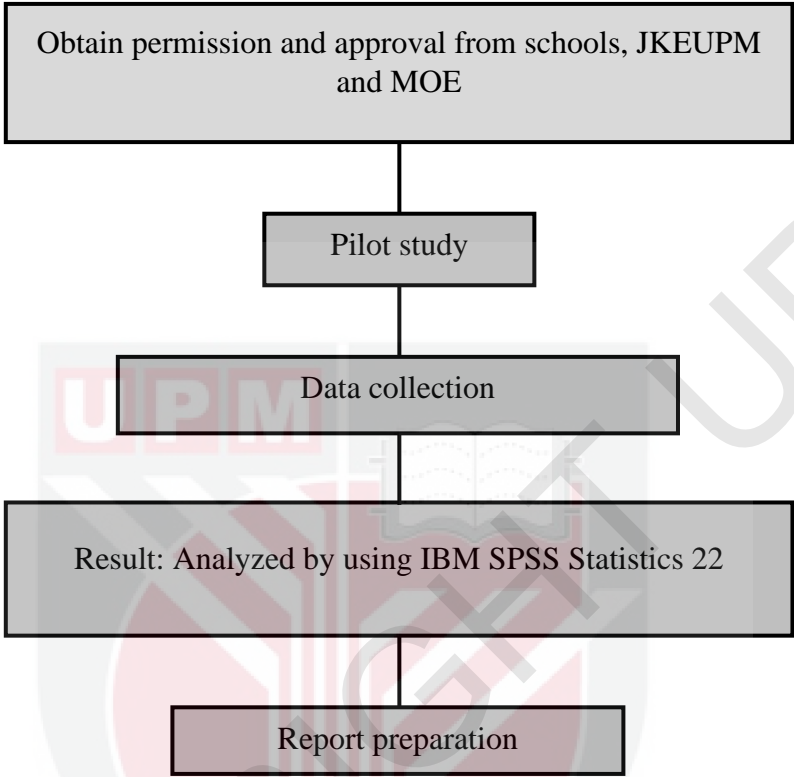 Obtain permission and approval from schools, JKEUPM
and MOE
Pilot study
UPM
Data collection
Result: Analyzed by using IBM SPSS Statistics 22
Report preparation